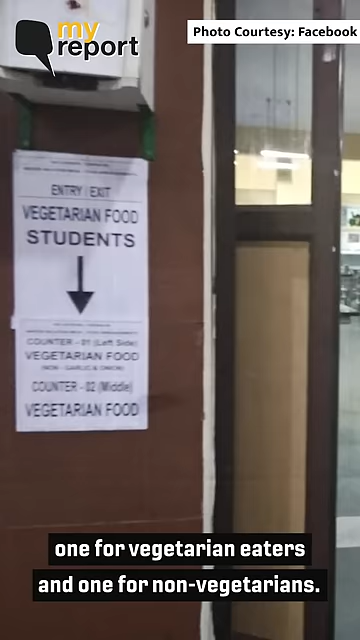 my
report
Photo Courtesy: Facebook
ENTRY / EXIT
VEGETARIAN FOOD
STUDENTS
COUNTER - 01 (Left Side)
VEGETARIAN FOOD
(NON - GARLIC & ONION)
COUNTER - 02 (Middle)
VEGETARIAN FOOD
one for vegetarian eaters
and one for non-vegetarians.